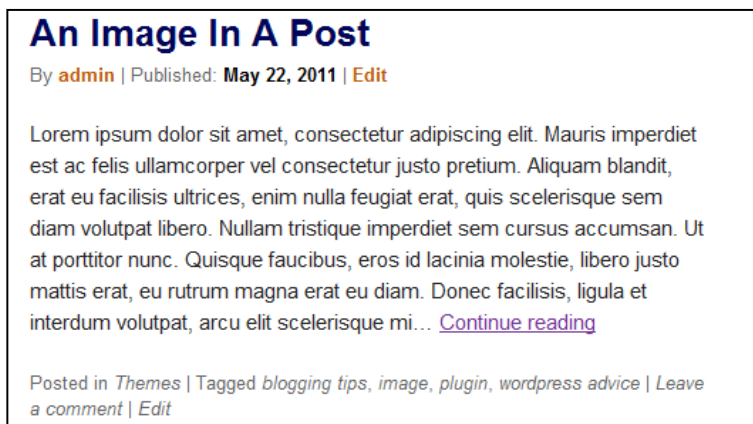 An Image In A Post
By admin | Published: May 22, 2011 | Edit
Lorem ipsum dolor sit amet, consectetur adipiscing elit. Mauris imperdiet
est ac felis ullamcorper vel consectetur justo pretium. Aliquam blandit,
erat eu facilisis ultrices, enim nulla feugiat erat, quis scelerisque sem
diam volutpat libero. Nullam tristique imperdiet sem cursus accumsan. Ut
at porttitor nunc. Quisque faucibus, eros id lacinia molestie, libero justo
mattis erat, eu rutrum magna erat eu diam. Donec facilisis, ligula et
interdum volutpat, arcu elit scelerisque mi… Continue reading
Posted in Themes | Tagged blogging tips, image, plugin, wordpress advice | Leave
a comment | Edit